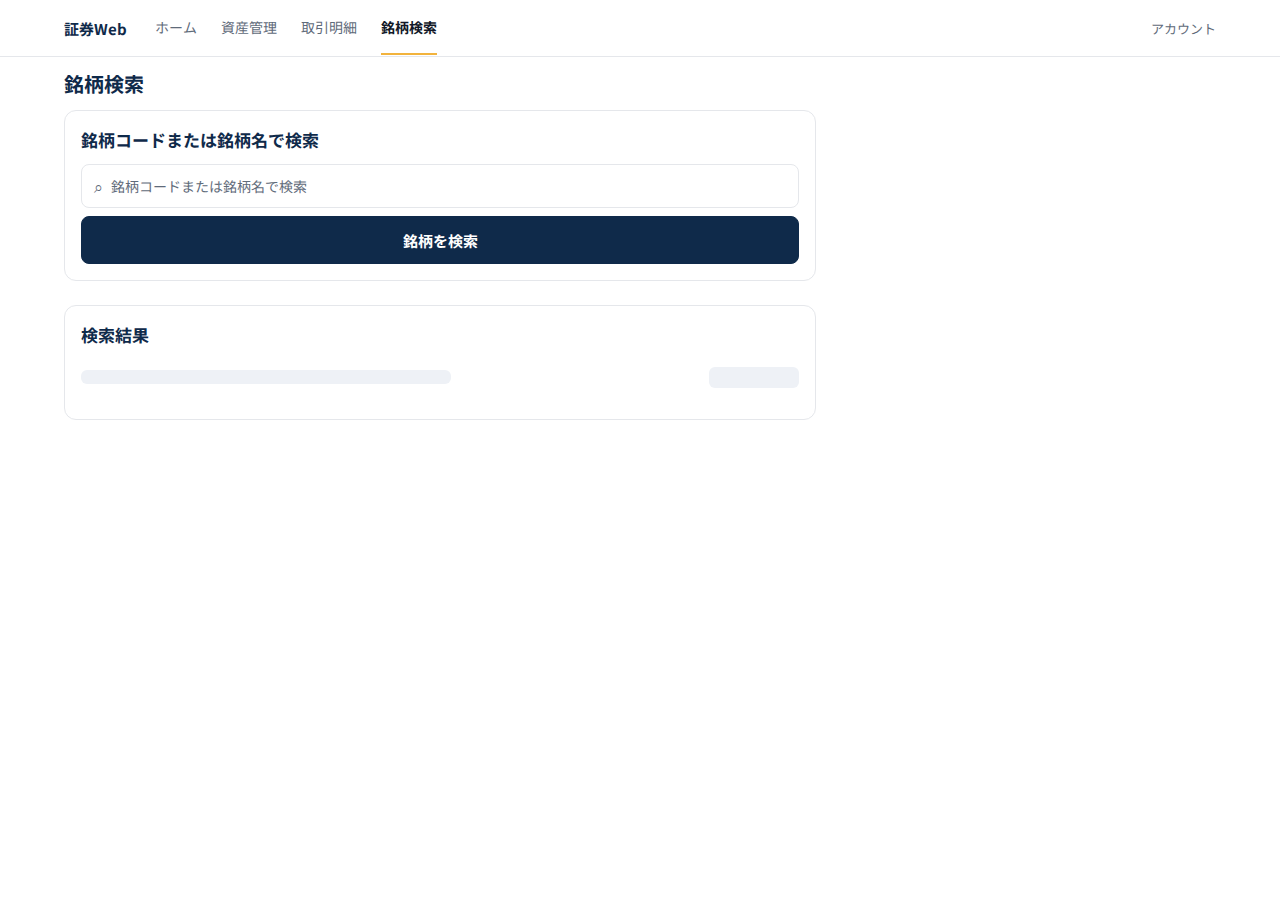 証券Web ホーム 資産管理 取引明細 銘柄検索 アカウント
銘柄検索
銘柄コードまたは銘柄名で検索
銘柄コードまたは銘柄名で検索
銘柄を検索
検索結果